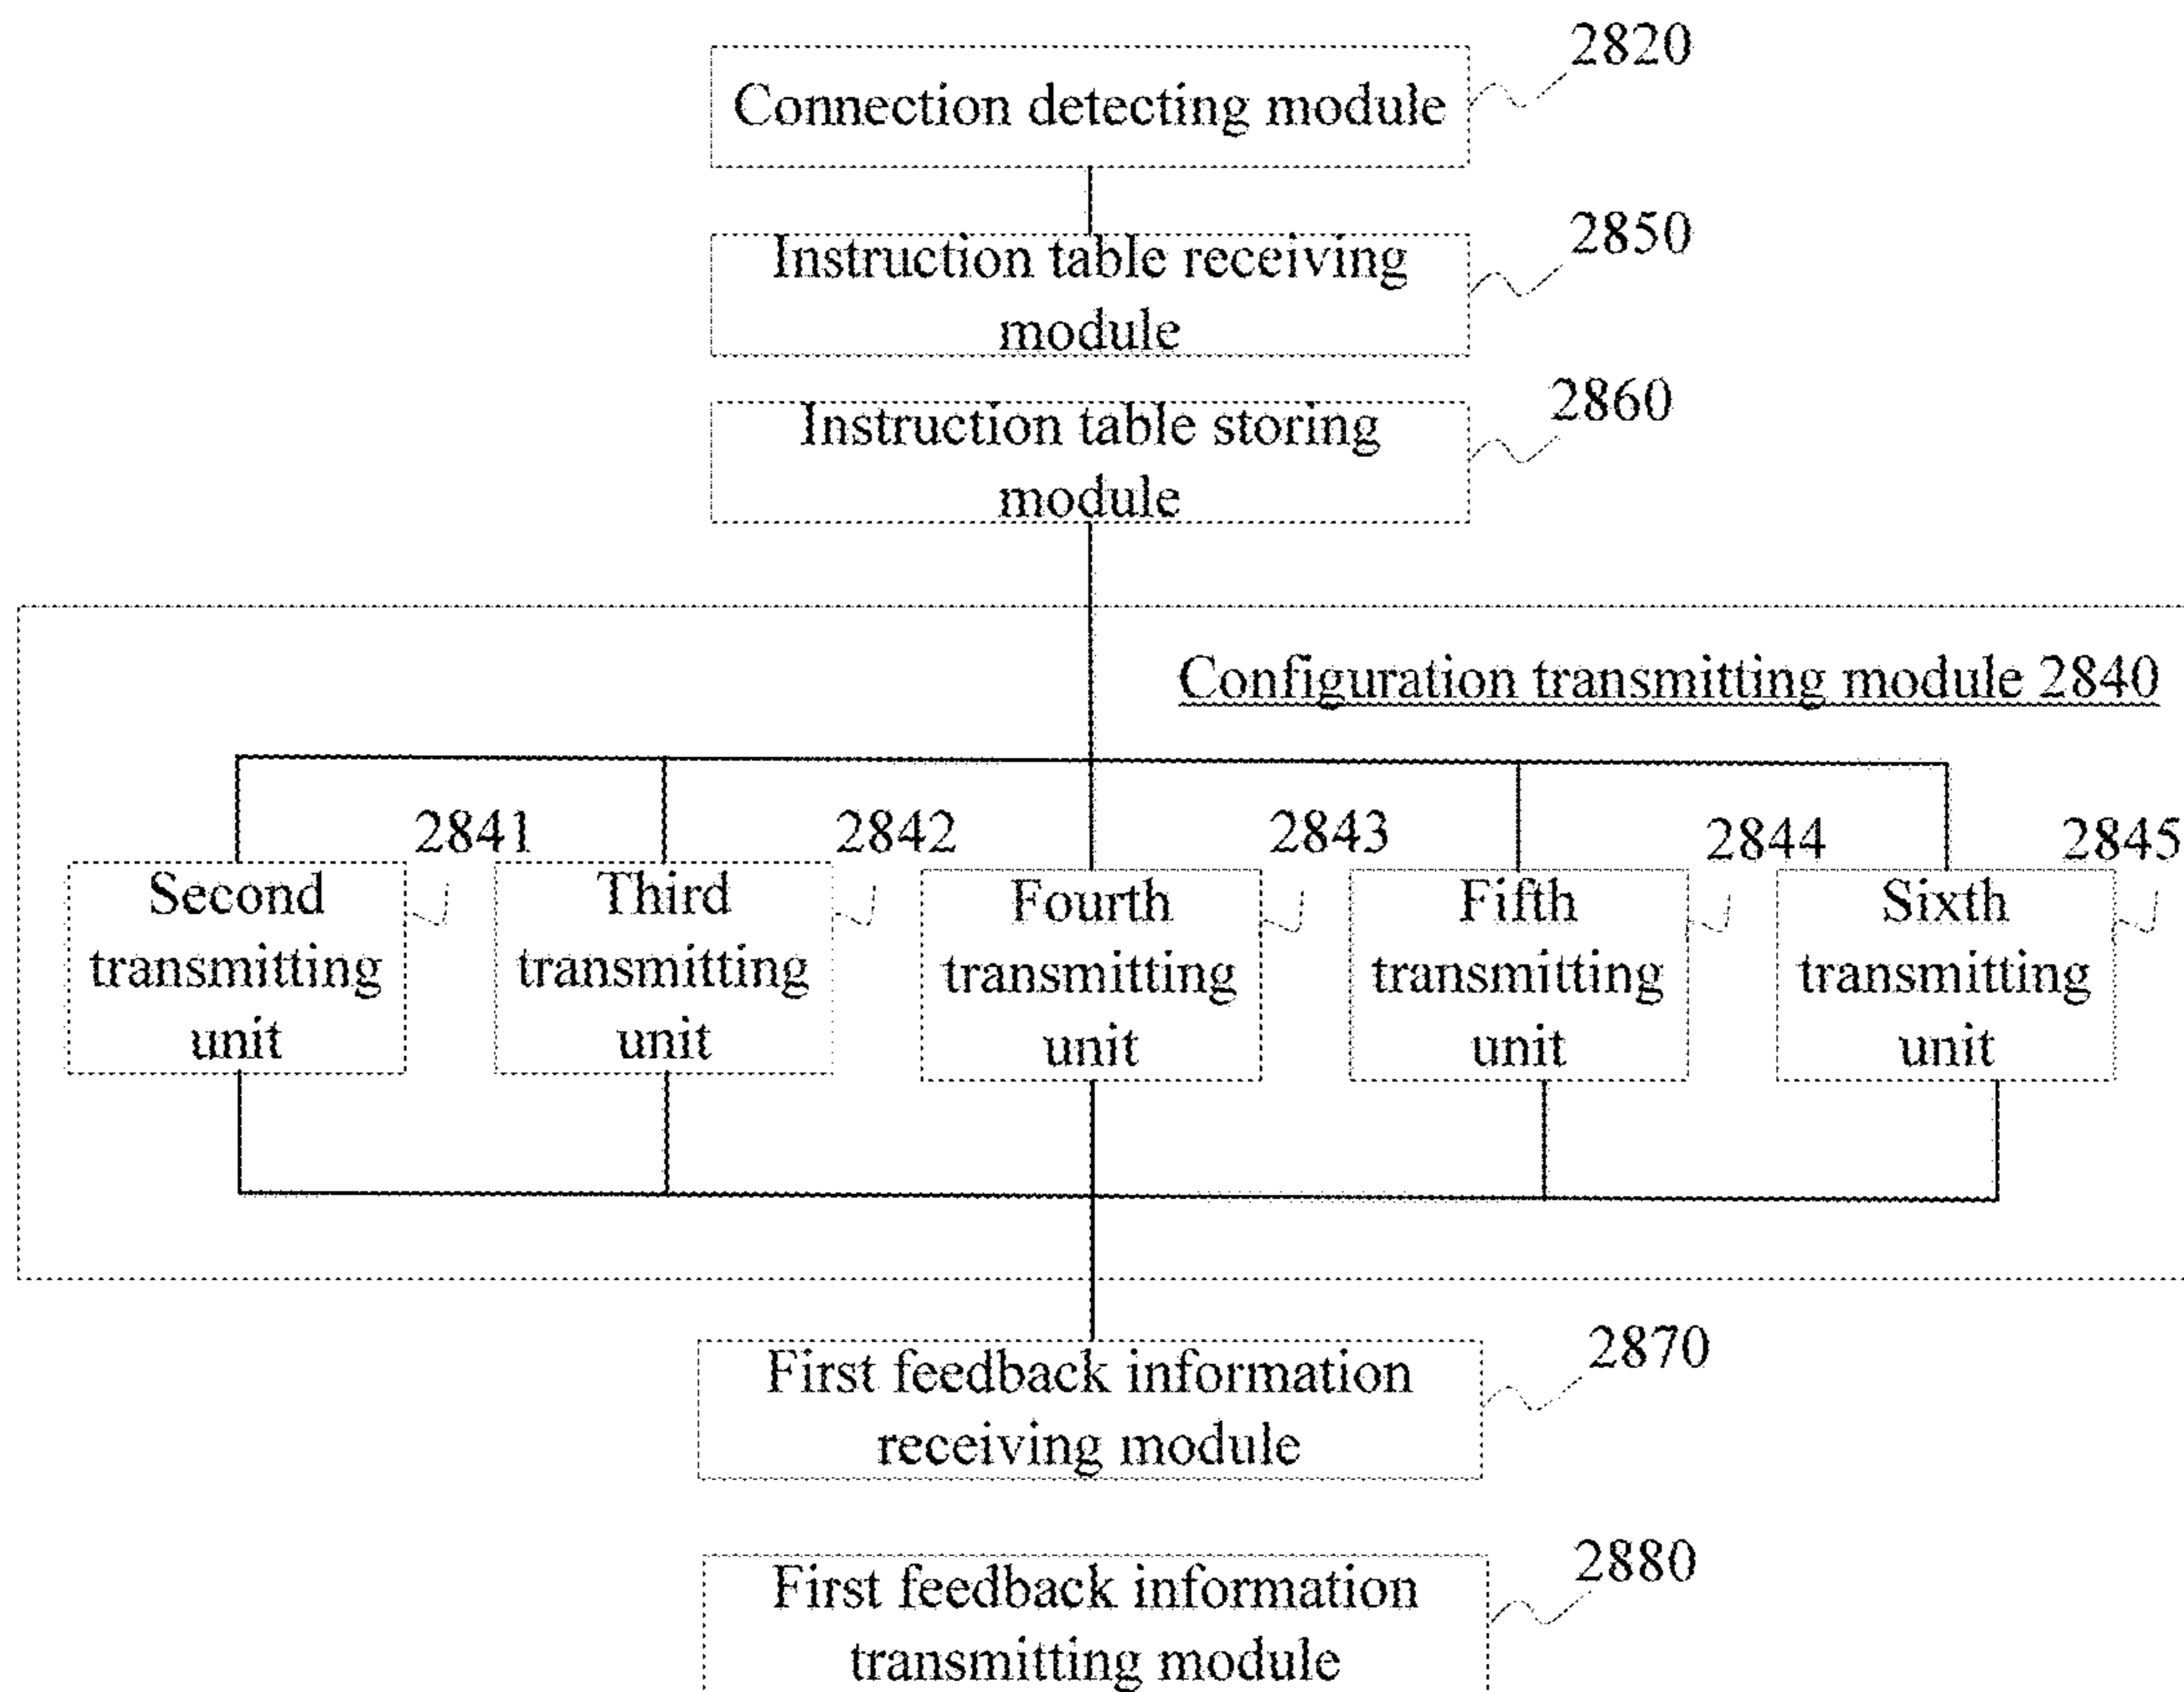 2820
Connection detecting module
2850
Instruction table receiving
module
2860
Instruction table storing
module
Configuration transmitting module 2840
2841
2842
2843
2844
2845
Second
transmitting
unit
Third
transmitting
unit
Fourth
transmitting
unit
Fifth
transmitting
unit
Sixth
transmitting
unit
2870
First feedback information
receiving module
2880
First feedback information
transmitting module